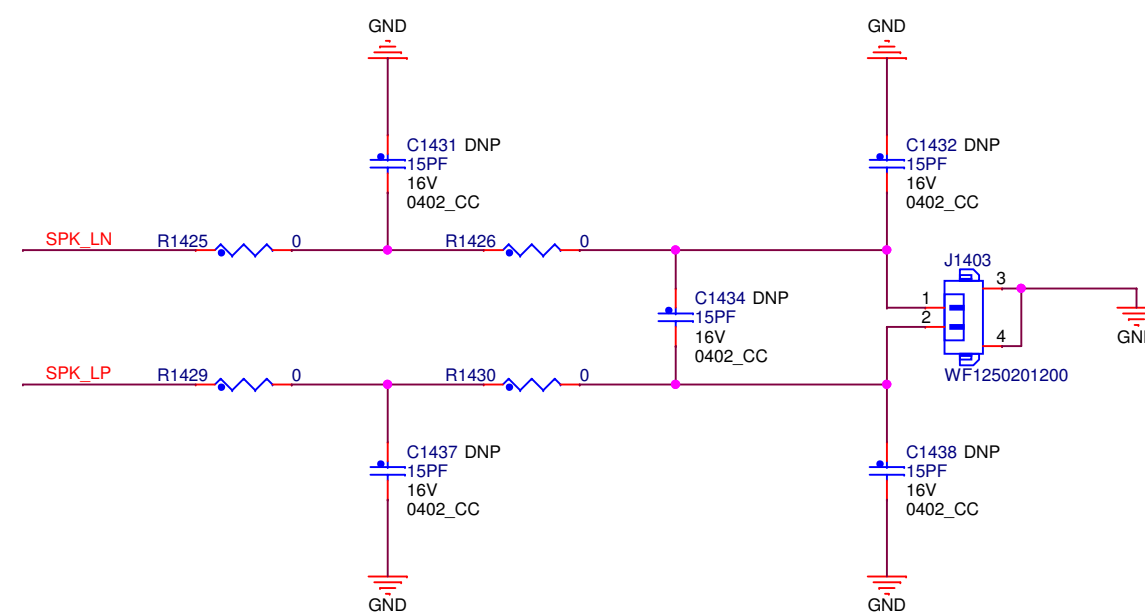 GND
GND
C1431 DNP
15PF
16V
0402_CC
C1432 DNP
15PF
16V
0402_CC
SPK_LN
R1425
0
R1426
0
J1403
3
1
2
4
C1434 DNP
15PF
16V
0402_CC
GND
WF1250201200
SPK_LP
R1429
0
R1430
0
C1437 DNP
15PF
16V
0402_CC
C1438 DNP
15PF
16V
0402_CC
GND
GND